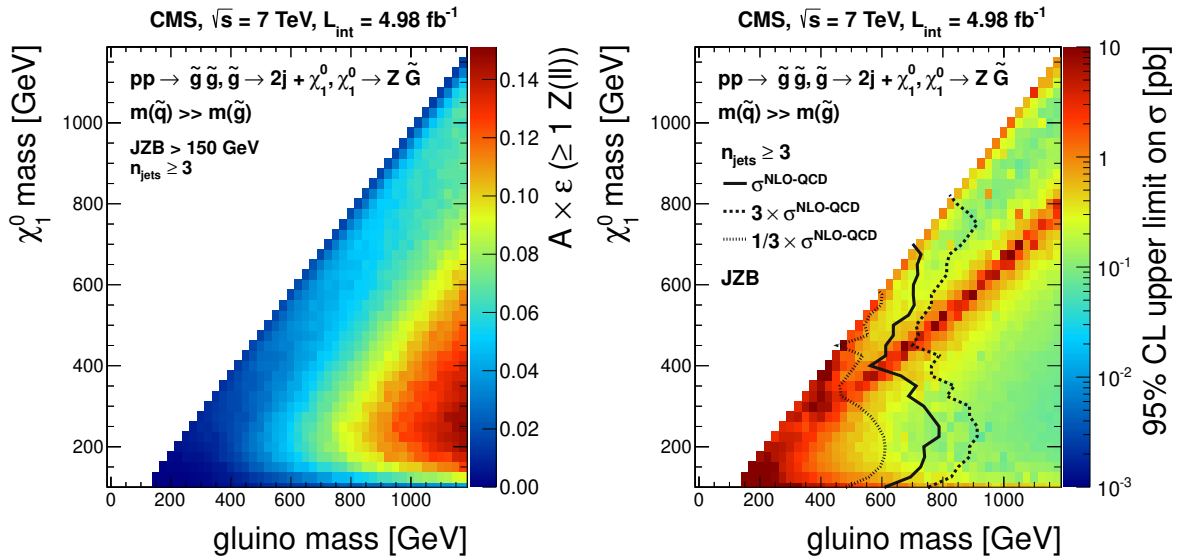 CMS, √s = 7 TeV, L_int = 4.98 fb⁻¹
pp → g̃ g̃, g̃ → 2j + χ₁⁰, χ₁⁰ → Z G̃
m(q̃) >> m(g̃)
JZB > 150 GeV
n_jets ≥ 3
χ₁⁰ mass [GeV]
1000
800
600
400
200
0 200 400 600 800 1000
gluino mass [GeV]
0.14
0.12
0.10
0.08
0.06
0.04
0.02
0.00
A × ε (≥ 1 Z(ll))
CMS, √s = 7 TeV, L_int = 4.98 fb⁻¹
pp → g̃ g̃, g̃ → 2j + χ₁⁰, χ₁⁰ → Z G̃
m(q̃) >> m(g̃)
n_jets ≥ 3
σ^NLO-QCD
3 × σ^NLO-QCD
1/3 × σ^NLO-QCD
JZB
χ₁⁰ mass [GeV]
1000
800
600
400
200
0 200 400 600 800 1000
gluino mass [GeV]
10
1
10⁻¹
10⁻²
10⁻³
95% CL upper limit on σ [pb]